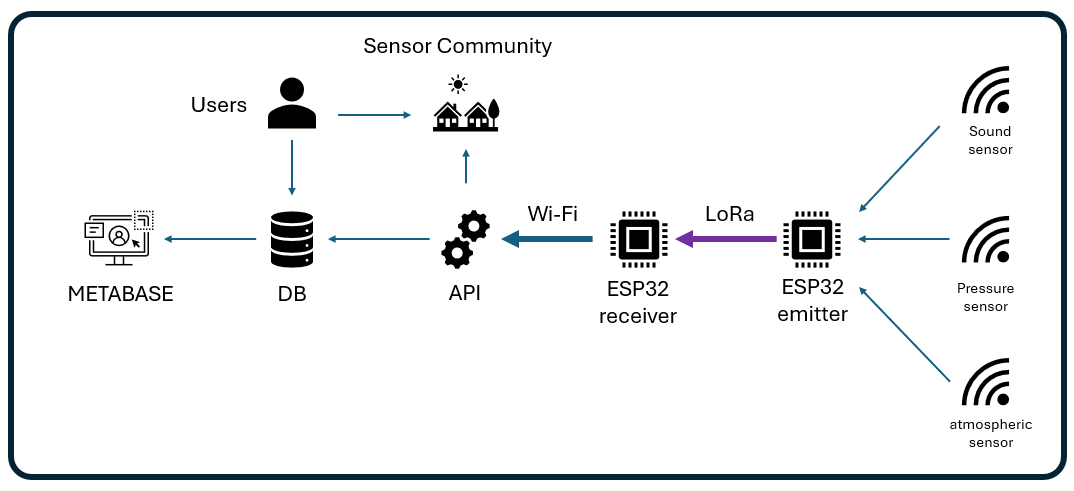 Sensor Community
Users
Sound
sensor
Wi-Fi
LoRa
METABASE
DB
API
ESP32
receiver
ESP32
emitter
Pressure
sensor
atmospheric
sensor